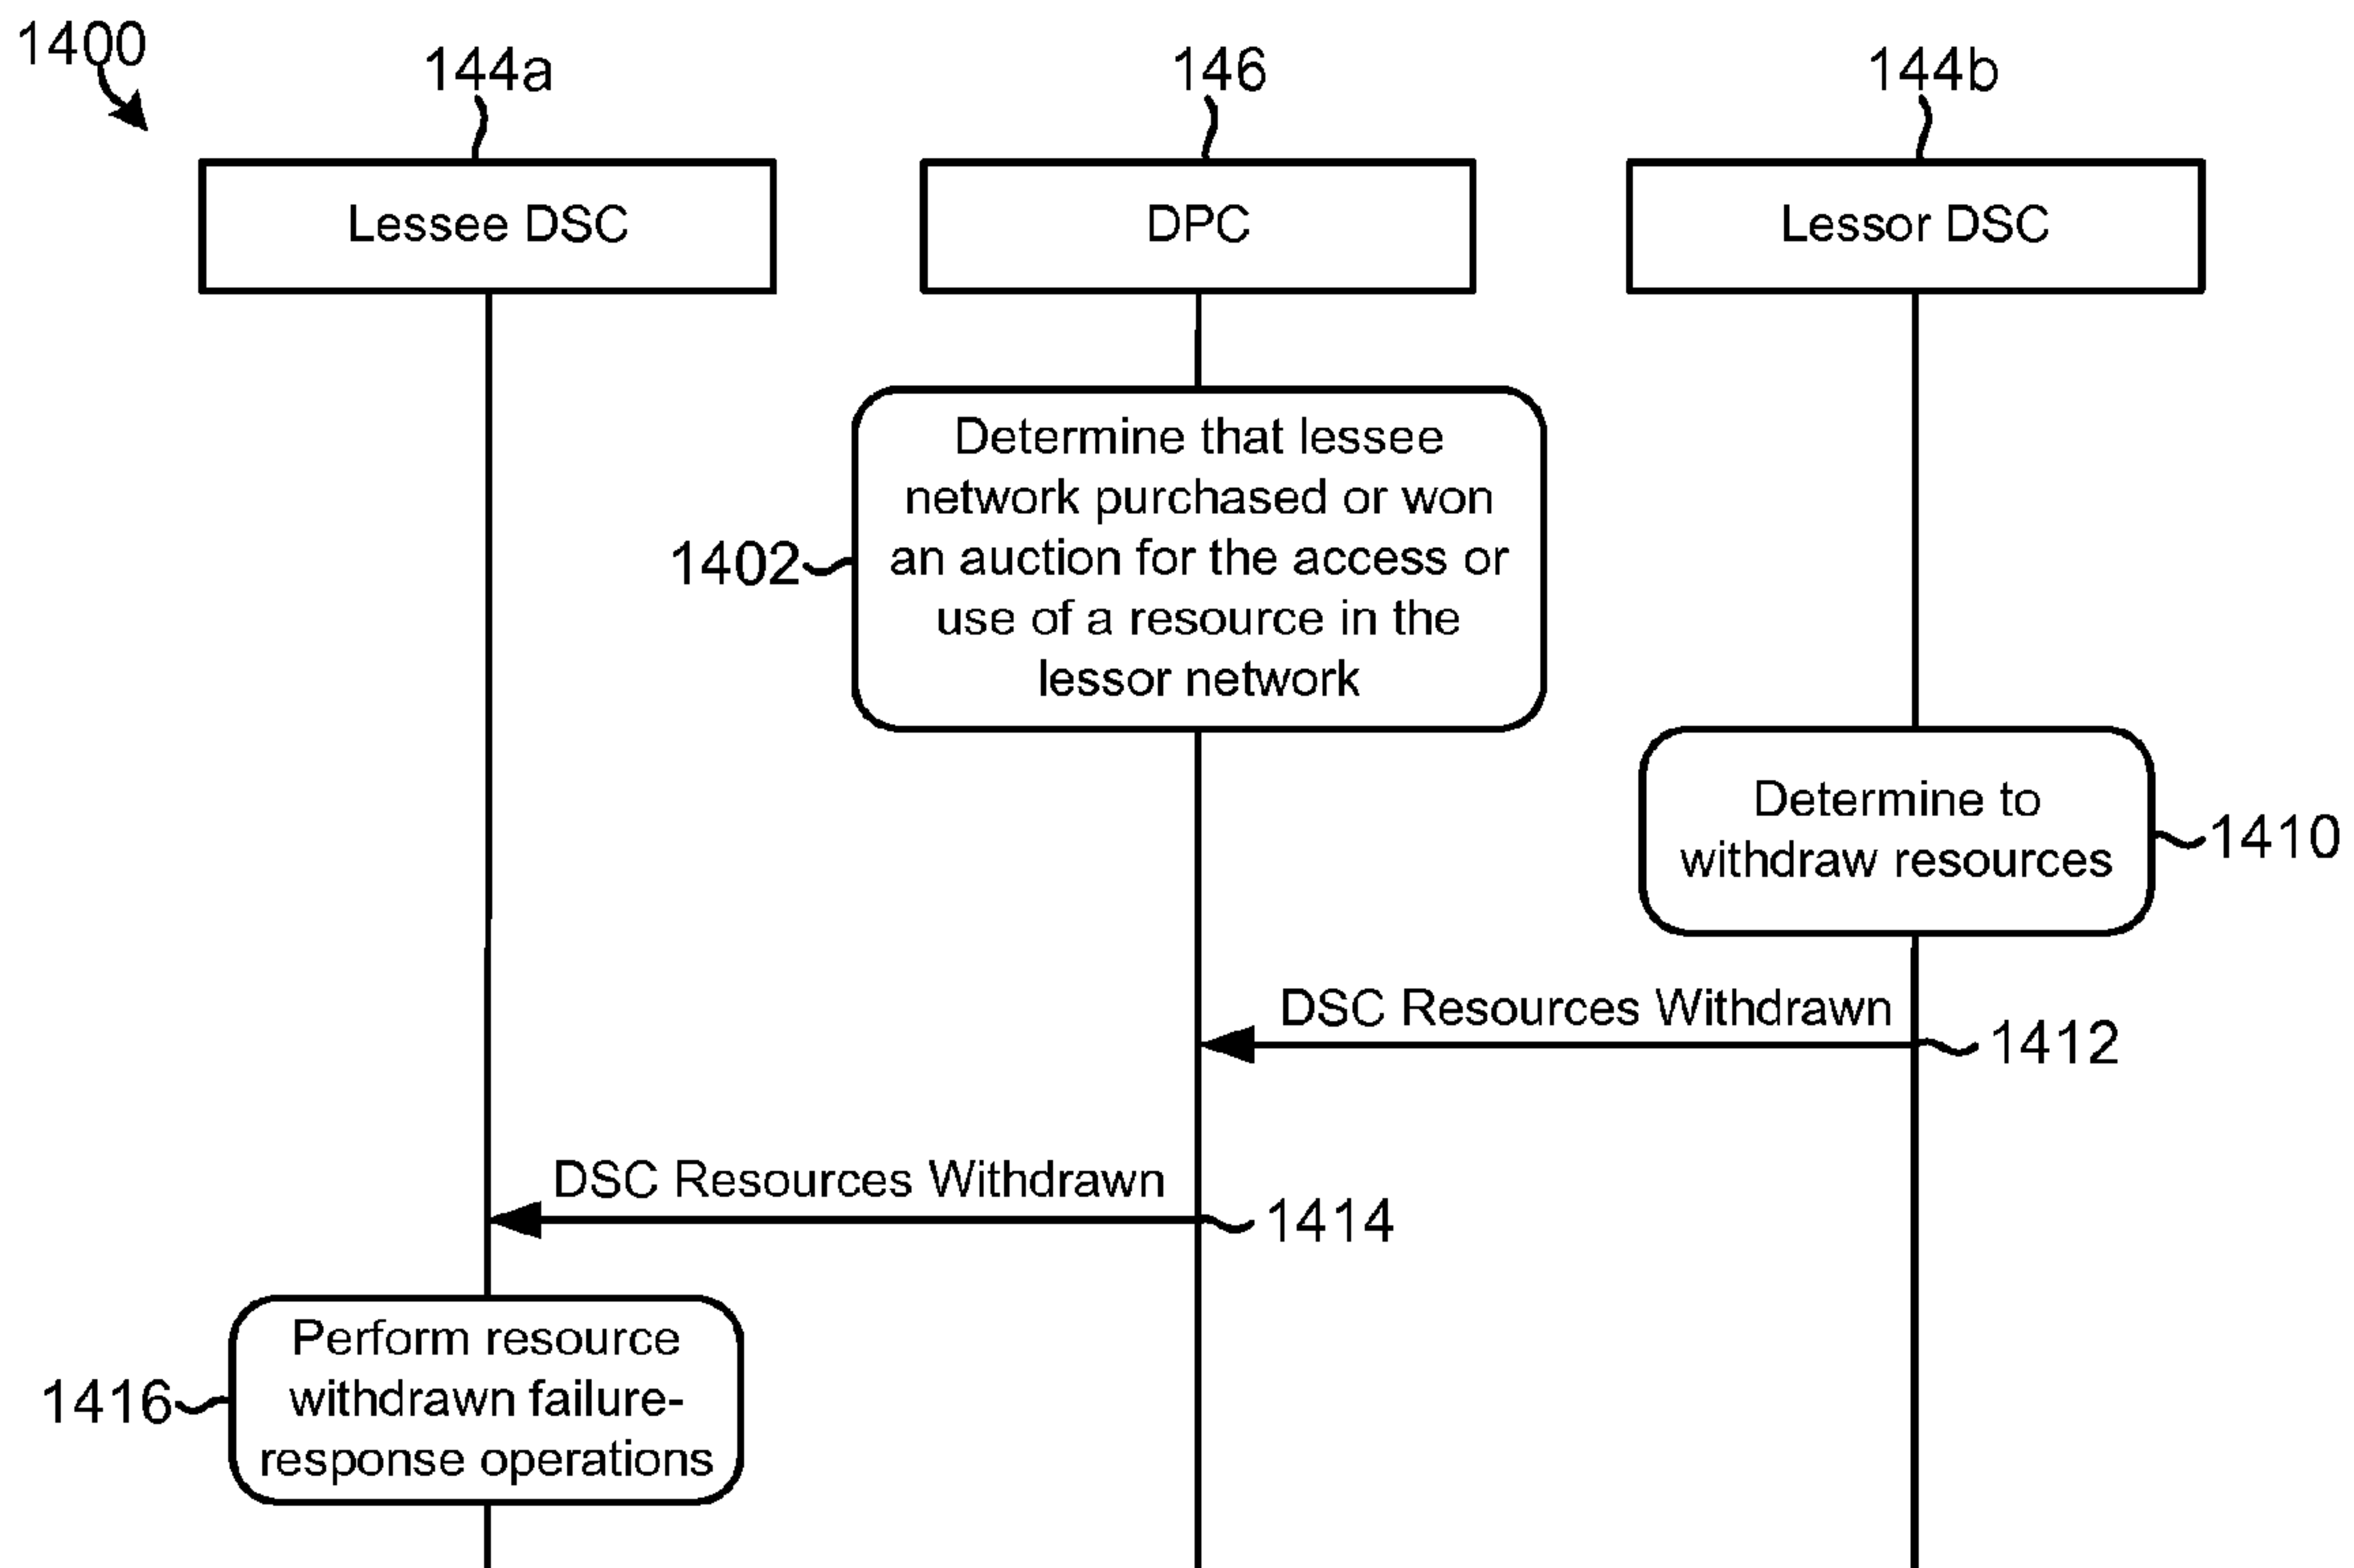 1400
144a
146
144b
Lessee DSC
DPC
Lessor DSC
Determine that lessee
network purchased or won
an auction for the access or
use of a resource in the
lessor network
1402
Determine to
withdraw resources
1410
DSC Resources Withdrawn
1412
DSC Resources Withdrawn
1414
Perform resource
withdrawn failure-
response operations
1416